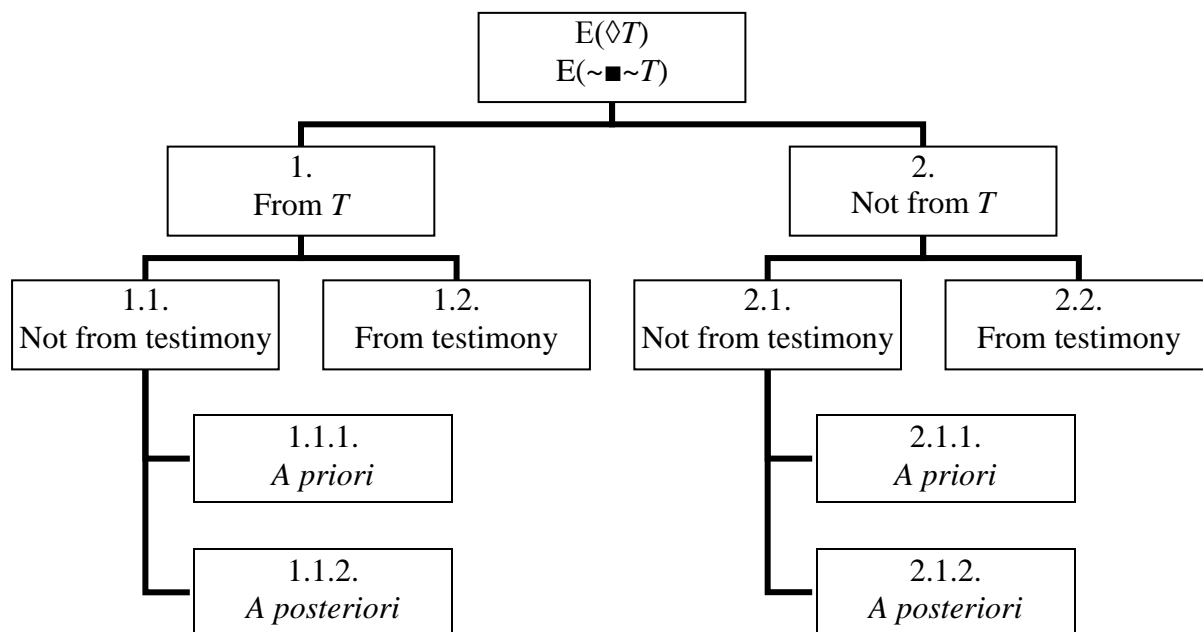 E(◊T)
E(~■~T)
1.
From T
2.
Not from T
1.1.
Not from testimony
1.2.
From testimony
2.1.
Not from testimony
2.2.
From testimony
1.1.1.
A priori
2.1.1.
A priori
1.1.2.
A posteriori
2.1.2.
A posteriori